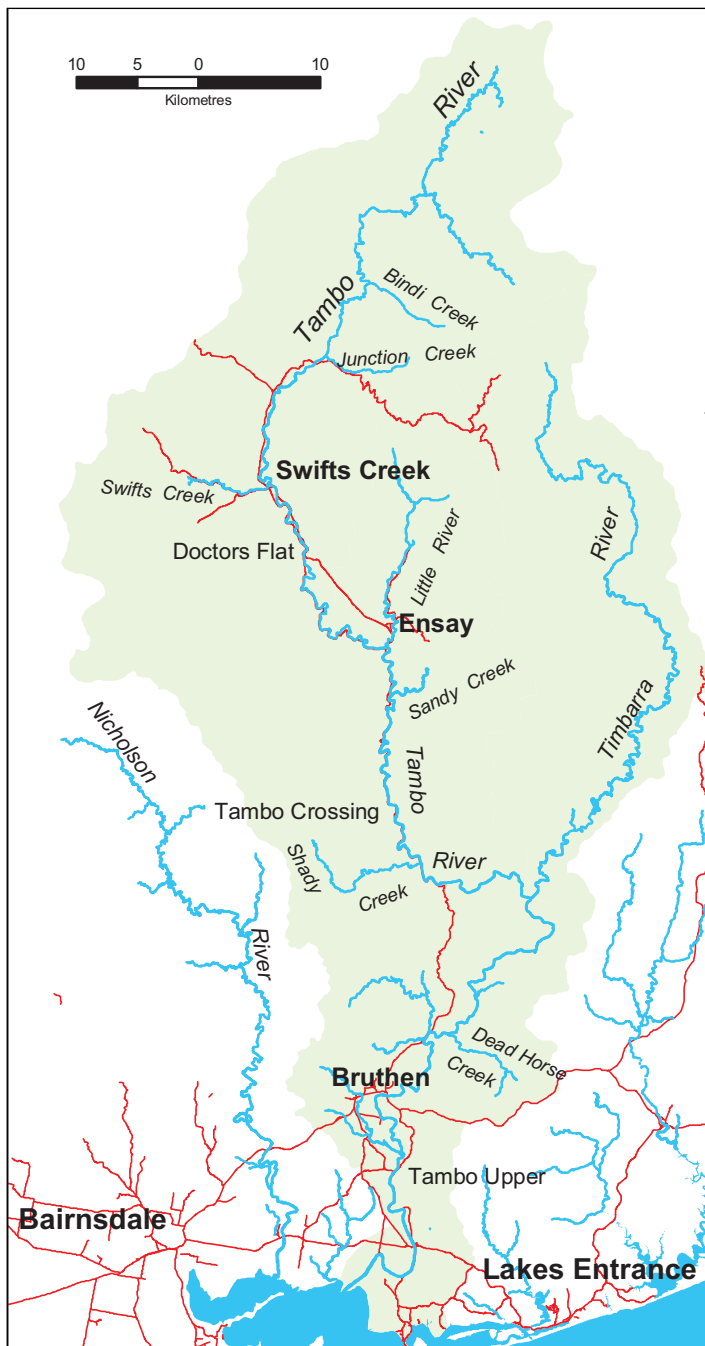 10 5 0 10
Kilometres
River
Tambo
Bindi Creek
Junction Creek
Swifts Creek
Swifts Creek
Doctors Flat
River
Little River
Ensay
Sandy Creek
Timbarra
Nicholson
Tambo
Tambo Crossing
River
Shady
Creek
River
Dead Horse
Creek
Bruthen
Tambo Upper
Bairnsdale
Lakes Entrance